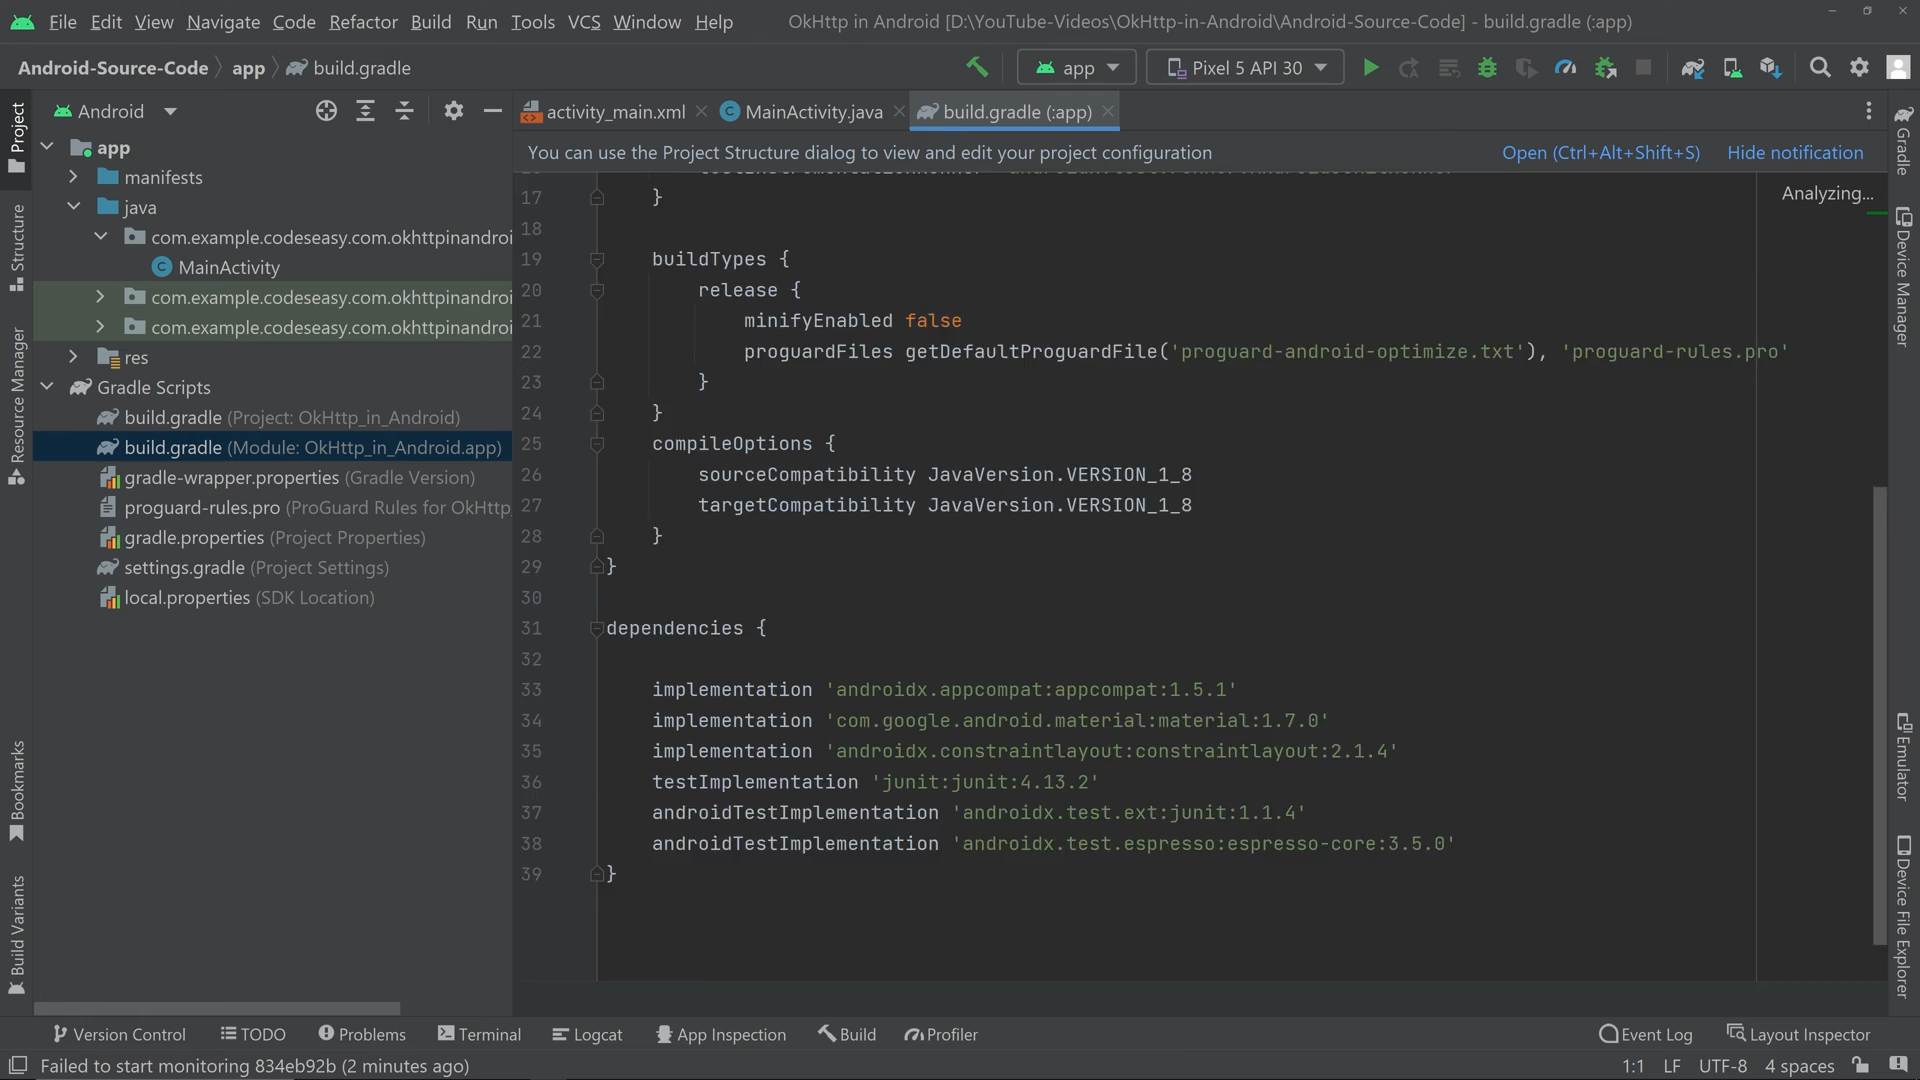 File Edit View Navigate Code Refactor Build Run Tools VCS Window Help OkHttp in Android [D:\YouTube-Videos\OkHttp-in-Android\Android-Source-Code] - build.gradle (:app)
Android-Source-Code app build.gradle app Pixel 5 API 30
Project
Structure
Resource Manager
Bookmarks
Build Variants
Android
app
manifests
java
com.example.codeseasy.com.okhttpinandroi
MainActivity
com.example.codeseasy.com.okhttpinandroi
com.example.codeseasy.com.okhttpinandroi
res
Gradle Scripts
build.gradle (Project: OkHttp_in_Android)
build.gradle (Module: OkHttp_in_Android.app)
gradle-wrapper.properties (Gradle Version)
proguard-rules.pro (ProGuard Rules for OkHttp_
gradle.properties (Project Properties)
settings.gradle (Project Settings)
local.properties (SDK Location)
activity_main.xml MainActivity.java build.gradle (:app)
You can use the Project Structure dialog to view and edit your project configuration Open (Ctrl+Alt+Shift+S) Hide notification
Analyzing...
17 }
18
19 buildTypes {
20 release {
21 minifyEnabled false
22 proguardFiles getDefaultProguardFile('proguard-android-optimize.txt'), 'proguard-rules.pro'
23 }
24 }
25 compileOptions {
26 sourceCompatibility JavaVersion.VERSION_1_8
27 targetCompatibility JavaVersion.VERSION_1_8
28 }
29 }
30
31 dependencies {
32
33 implementation 'androidx.appcompat:appcompat:1.5.1'
34 implementation 'com.google.android.material:material:1.7.0'
35 implementation 'androidx.constraintlayout:constraintlayout:2.1.4'
36 testImplementation 'junit:junit:4.13.2'
37 androidTestImplementation 'androidx.test.ext:junit:1.1.4'
38 androidTestImplementation 'androidx.test.espresso:espresso-core:3.5.0'
39 }
Gradle
Device Manager
Emulator
Device File Explorer
Version Control TODO Problems Terminal Logcat App Inspection Build Profiler Event Log Layout Inspector
Failed to start monitoring 834eb92b (2 minutes ago) 1:1 LF UTF-8 4 spaces